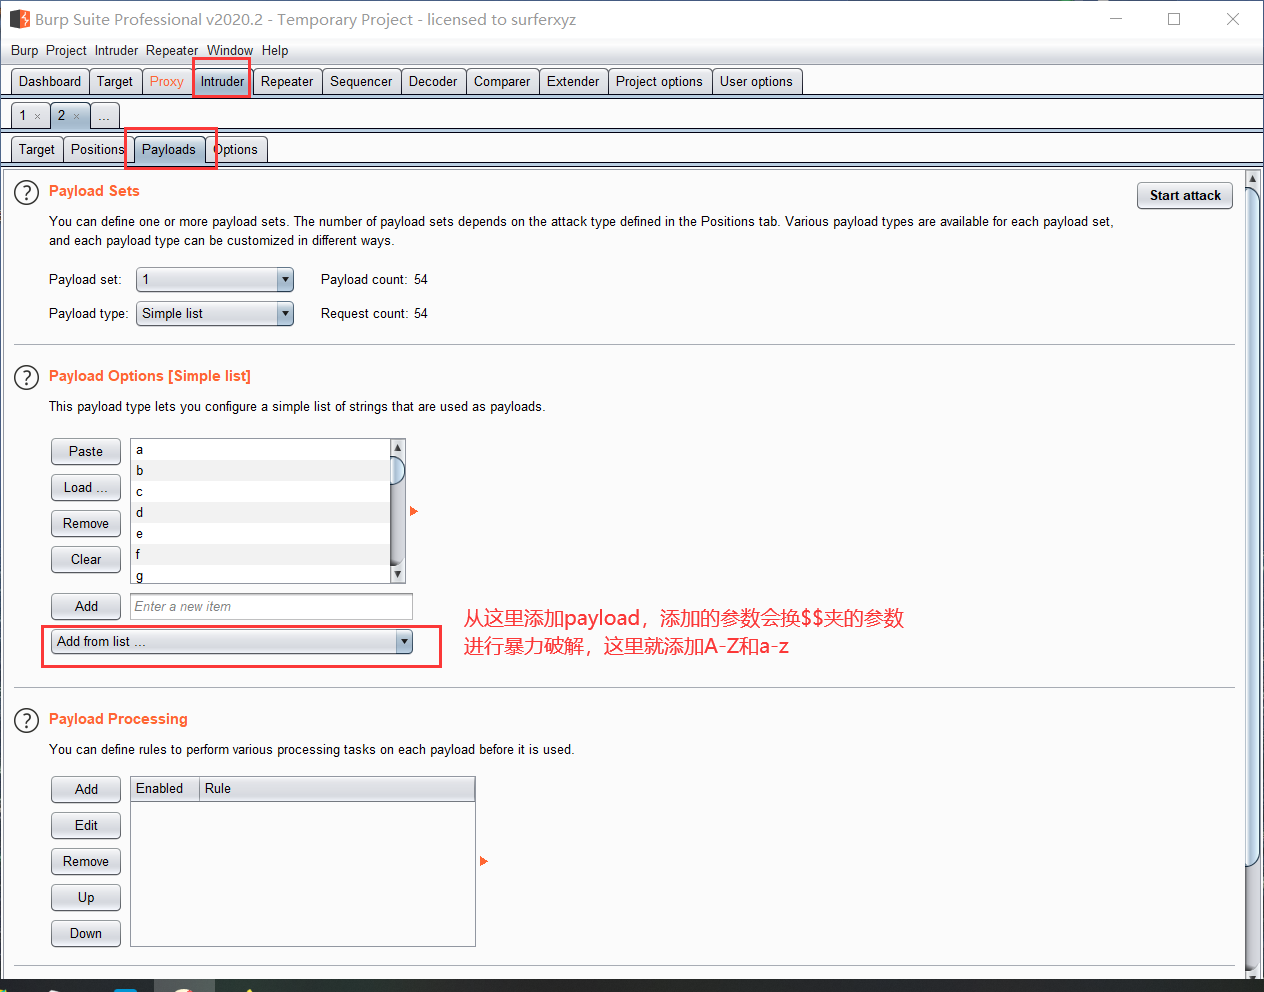 Burp Suite Professional v2020.2 - Temporary Project - licensed to surferxyz
Burp Project Intruder Repeater Window Help
Dashboard Target Proxy Intruder Repeater Sequencer Decoder Comparer Extender Project options User options
1 × 2 × ...
Target Positions Payloads Options
? Payload Sets
Start attack
You can define one or more payload sets. The number of payload sets depends on the attack type defined in the Positions tab. Various payload types are available for each payload set,
and each payload type can be customized in different ways.
Payload set: 1 Payload count: 54
Payload type: Simple list Request count: 54
? Payload Options [Simple list]
This payload type lets you configure a simple list of strings that are used as payloads.
Paste
Load ...
Remove
Clear
a
b
c
d
e
f
g
Add Enter a new item
Add from list ...
从这里添加payload，添加的参数会换$$夹的参数
进行暴力破解，这里就添加A-Z和a-z
? Payload Processing
You can define rules to perform various processing tasks on each payload before it is used.
Add
Edit
Remove
Up
Down
Enabled Rule